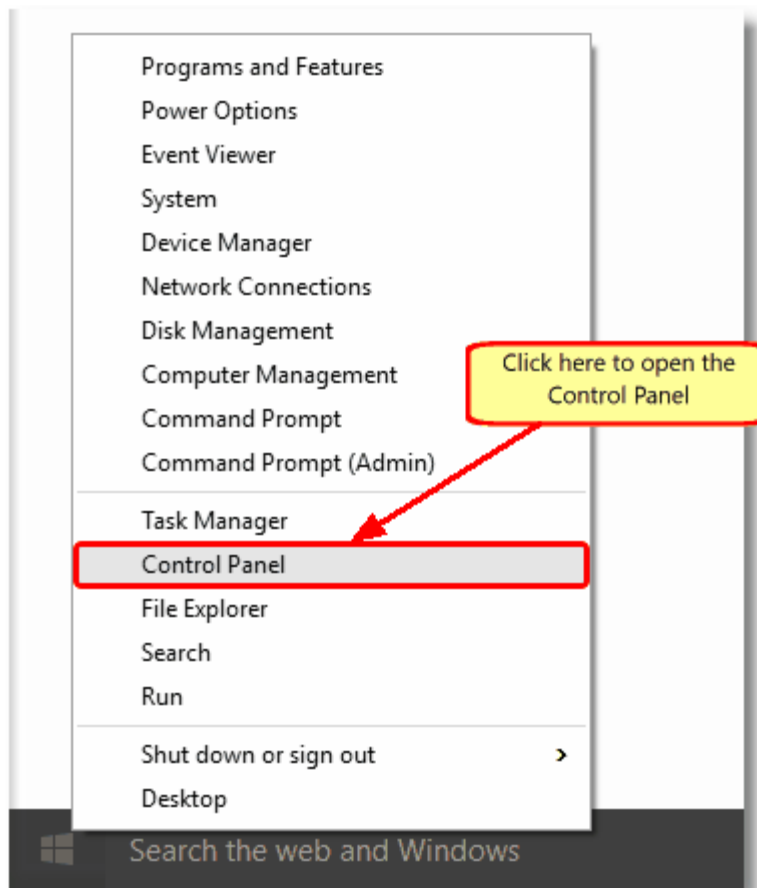 Programs and Features
Power Options
Event Viewer
System
Device Manager
Network Connections
Disk Management
Computer Management
Click here to open the
Control Panel
Command Prompt
Command Prompt (Admin)
Task Manager
Control Panel
File Explorer
Search
Run
Shut down or sign out
Desktop
Search the web and Windows